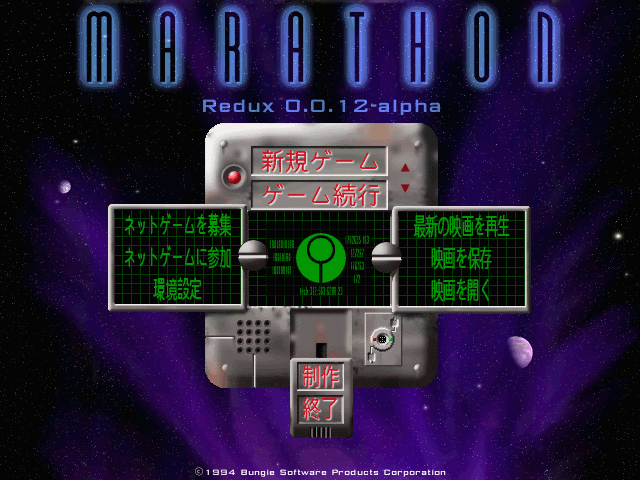 MARATHON
Redux 0.0.12-alpha
新規ゲーム
ゲーム続行
ネットゲームを募集
ネットゲームに参加
環境設定
最新の映画を再生
映画を保存
映画を開く
制作
終了
©1994 Bungie Software Products Corporation